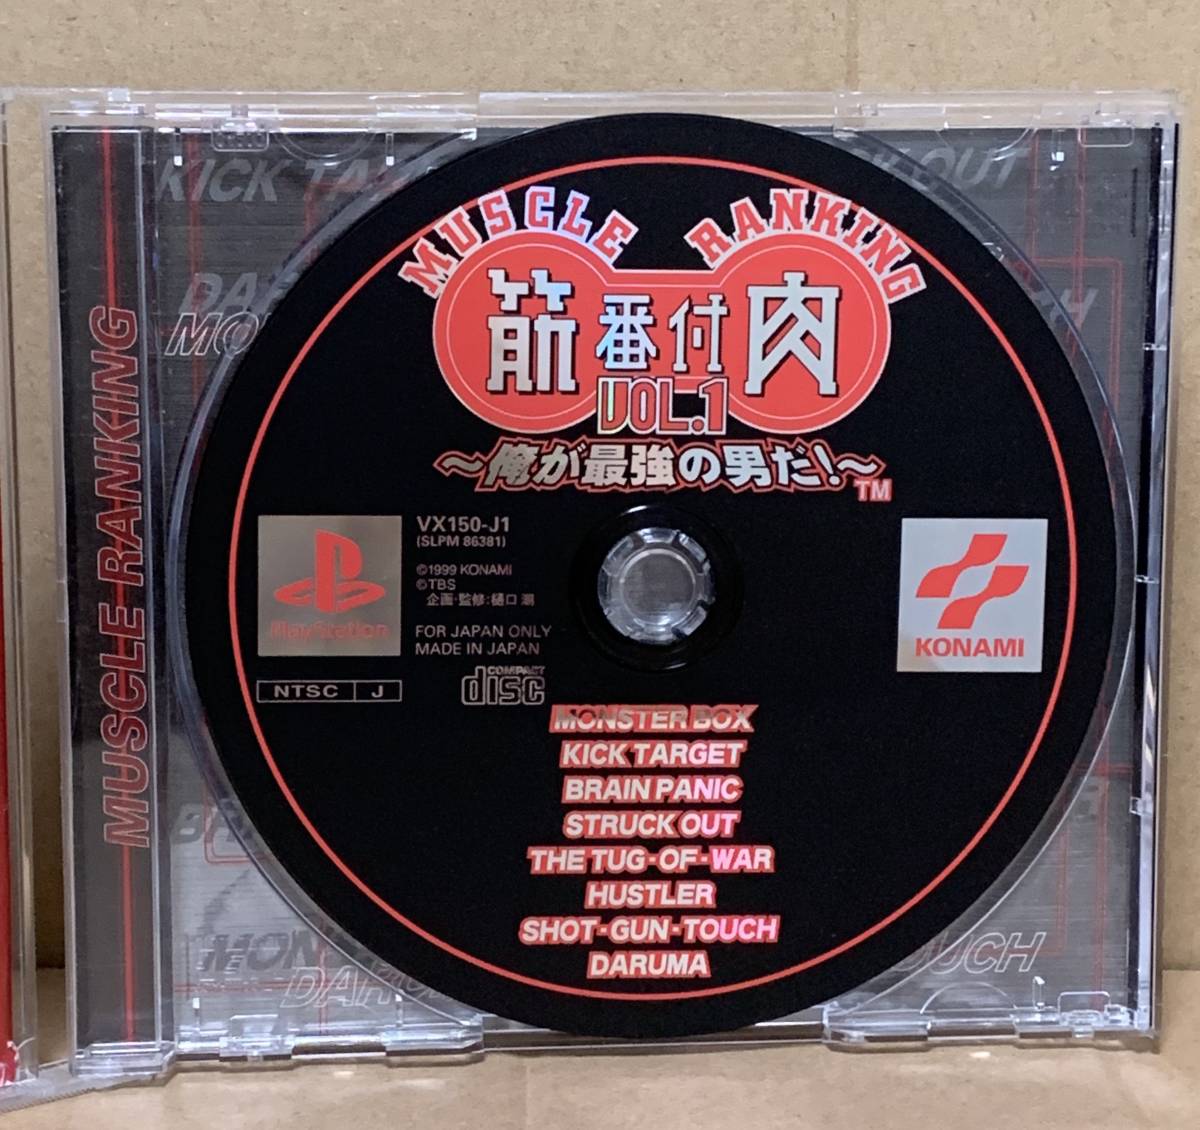 MUSCLE RANKING
筋番付肉
VOL.1
～俺が最強の男だ!～
TM
PlayStation
NTSC J
VX150-J1
(SLPM 86381)
©1999 KONAMI
©TBS
企画・監修:樋口 潮
FOR JAPAN ONLY
MADE IN JAPAN
COMPACT
disc
KONAMI
MONSTER BOX
KICK TARGET
BRAIN PANIC
STRUCK OUT
THE TUG-OF-WAR
HUSTLER
SHOT-GUN-TOUCH
DARUMA
MUSCLE RANKING
KICK TA
OUT